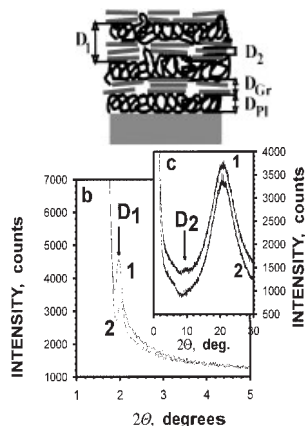 D1
D2
DGr
DPl
b
D1
1
2
7000
6000
5000
4000
3000
2000
1000
1 2 3 4 5
2Θ, degrees
INTENSITY, counts
c
D2
1
2
4000
3500
3000
2500
2000
1500
1000
500
0 10 20 30
2Θ, deg.
INTENSITY, counts